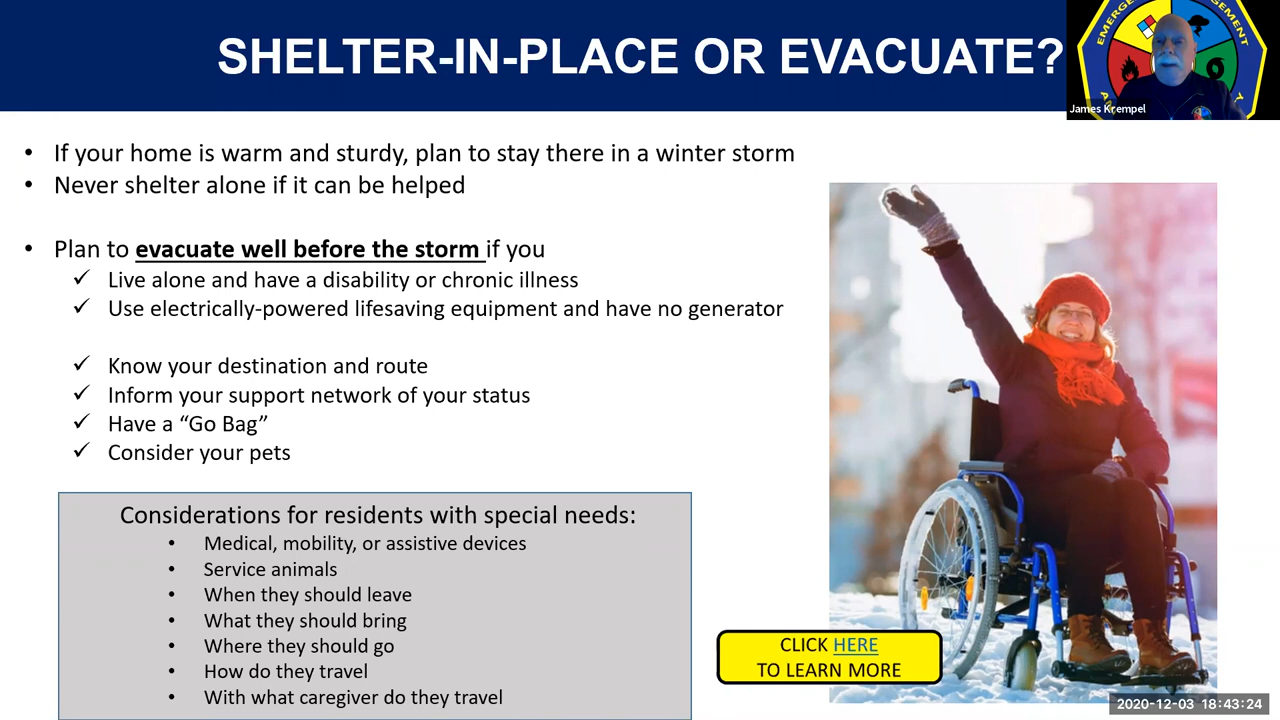 SHELTER-IN-PLACE OR EVACUATE?
EMERGE
GEMENT
A
Y
James Krempel
• If your home is warm and sturdy, plan to stay there in a winter storm
• Never shelter alone if it can be helped
• Plan to evacuate well before the storm if you
✓ Live alone and have a disability or chronic illness
✓ Use electrically-powered lifesaving equipment and have no generator
✓ Know your destination and route
✓ Inform your support network of your status
✓ Have a “Go Bag”
✓ Consider your pets
Considerations for residents with special needs:
• Medical, mobility, or assistive devices
• Service animals
• When they should leave
• What they should bring
• Where they should go
• How do they travel
• With what caregiver do they travel
CLICK HERE
TO LEARN MORE
2020-12-03 18:43:24